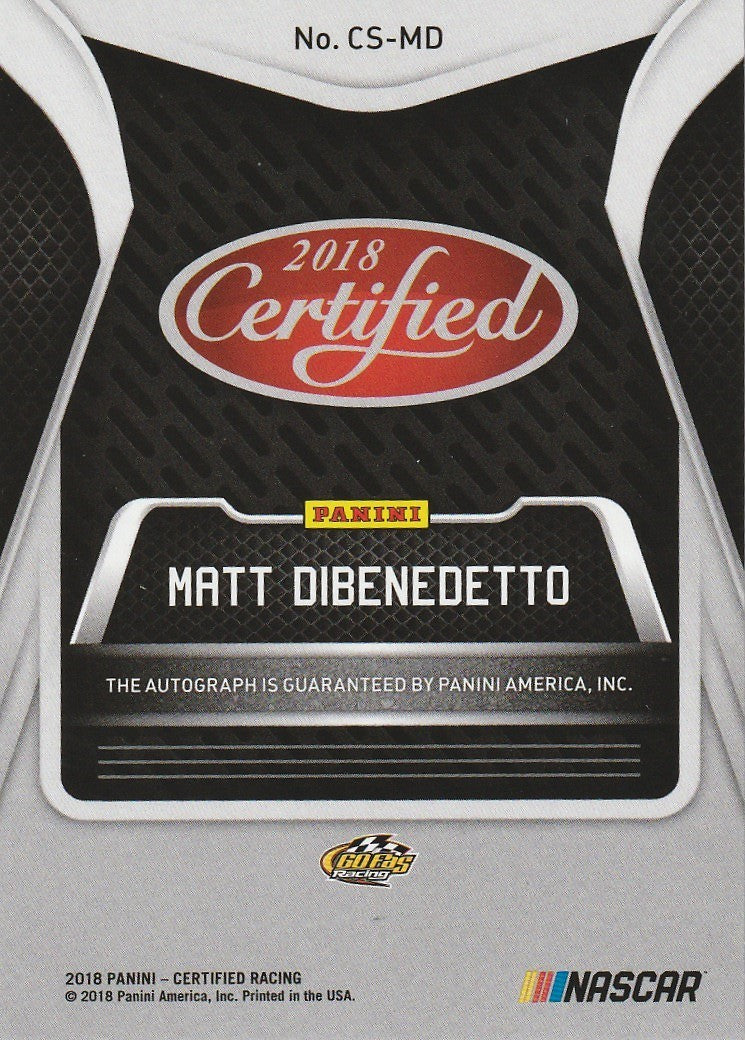 No. CS-MD
2018
Certified
PANINI
MATT DIBENEDETTO
THE AUTOGRAPH IS GUARANTEED BY PANINI AMERICA, INC.
GO FAS
Racing
2018 PANINI – CERTIFIED RACING
© 2018 Panini America, Inc. Printed in the USA.
NASCAR